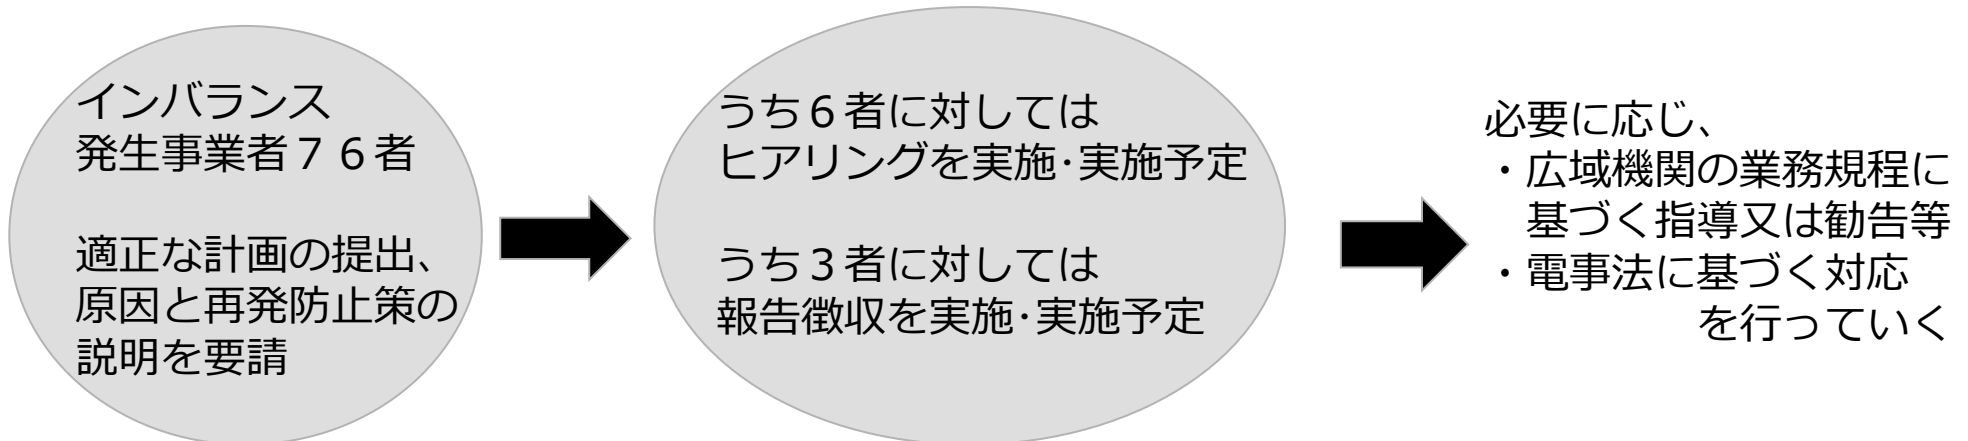 インバランス
発生事業者７６者
適正な計画の提出、
原因と再発防止策の
説明を要請
うち６者に対しては
ヒアリングを実施･実施予定
うち３者に対しては
報告徴収を実施･実施予定
必要に応じ、
・広域機関の業務規程に
基づく指導又は勧告等
・電事法に基づく対応
を行っていく